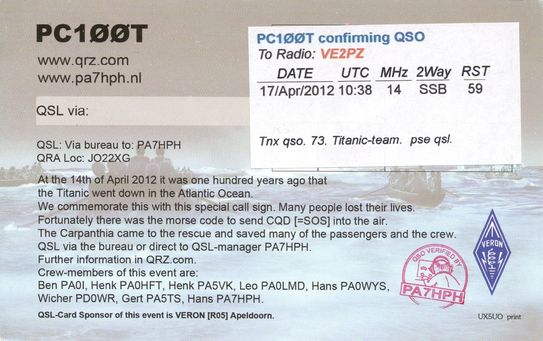 PC1ØØT
www.qrz.com
www.pa7hph.nl
QSL via:
PC1ØØT confirming QSO
To Radio: VE2PZ
DATE UTC MHz 2Way RST
17/Apr/2012 10:38 14 SSB 59
Tnx qso. 73. Titanic-team. pse qsl.
QSL: Via bureau to: PA7HPH
QRA Loc: JO22XG
At the 14th of April 2012 it was one hundred years ago that
the Titanic went down in the Atlantic Ocean.
We commemorate this with this special call sign. Many people lost their lives.
Fortunately there was the morse code to send CQD [=SOS] into the air.
The Carpanthia came to the rescue and saved many of the passengers and the crew.
QSL via the bureau or direct to QSL-manager PA7HPH.
Further information in QRZ.com.
Crew-members of this event are:
Ben PA0I, Henk PA0HFT, Henk PA5VK, Leo PA0LMD, Hans PA0WYS,
Wicher PD0WR, Gert PA5TS, Hans PA7HPH.
QSL-Card Sponsor of this event is VERON [R05] Apeldoorn.
QSO VERIFIED BY
PA7HPH
VERON
UX5UO print